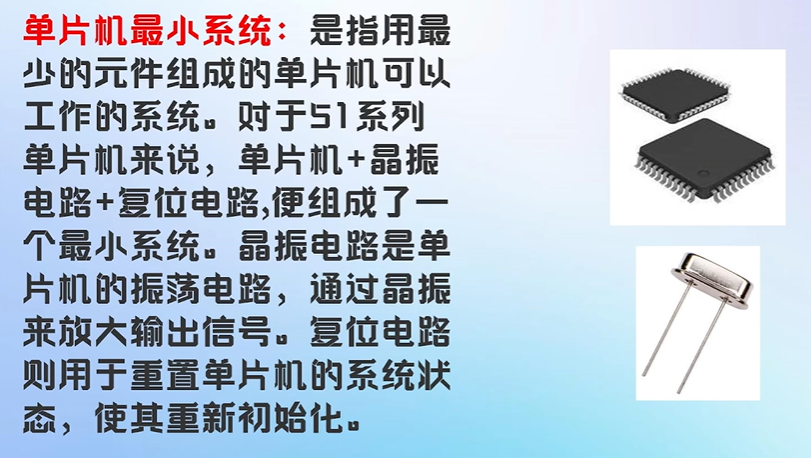 单片机最小系统：是指用最
少的元件组成的单片机可以
工作的系统。对于51系列
单片机来说，单片机+晶振
电路+复位电路,便组成了一
个最小系统。晶振电路是单
片机的振荡电路，通过晶振
来放大输出信号。复位电路
则用于重置单片机的系统状
态，使其重新初始化。